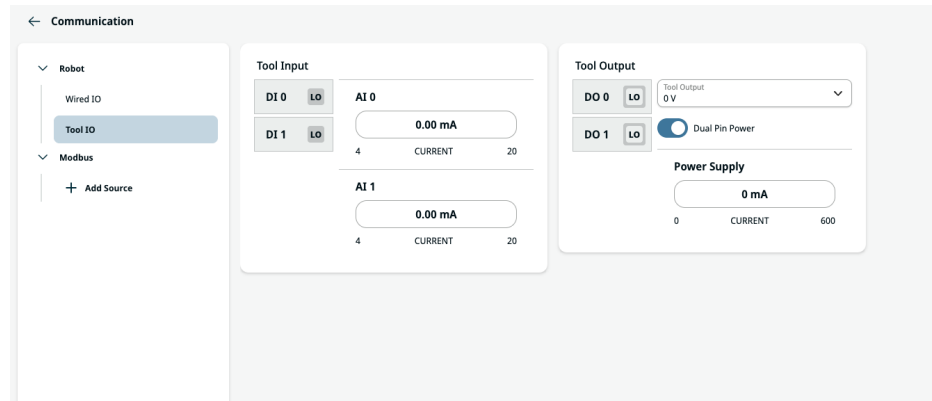 Communication
Robot
Wired IO
Tool IO
Modbus
Add Source
Tool Input
DI 0 LO
DI 1 LO
AI 0
0.00 mA
4 CURRENT 20
AI 1
0.00 mA
4 CURRENT 20
Tool Output
DO 0 LO
DO 1 LO
Tool Output
0 V
Dual Pin Power
Power Supply
0 mA
0 CURRENT 600